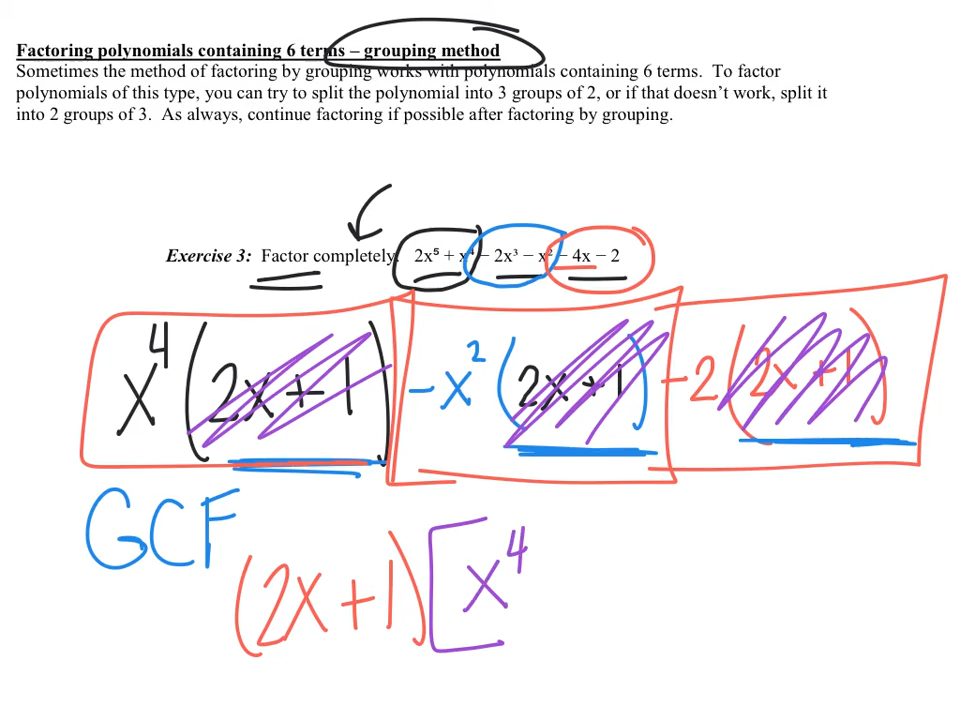 Factoring polynomials containing 6 terms – grouping method
Sometimes the method of factoring by grouping works with polynomials containing 6 terms.  To factor
polynomials of this type, you can try to split the polynomial into 3 groups of 2, or if that doesn’t work, split it
into 2 groups of 3.  As always, continue factoring if possible after factoring by grouping.
Exercise 3: Factor completely: 2x⁵ + x⁴ – 2x³ – x² – 4x – 2
x⁴(2x+1) -x²(2x+1) -2(2x+1)
GCF
(2x+1)[x⁴